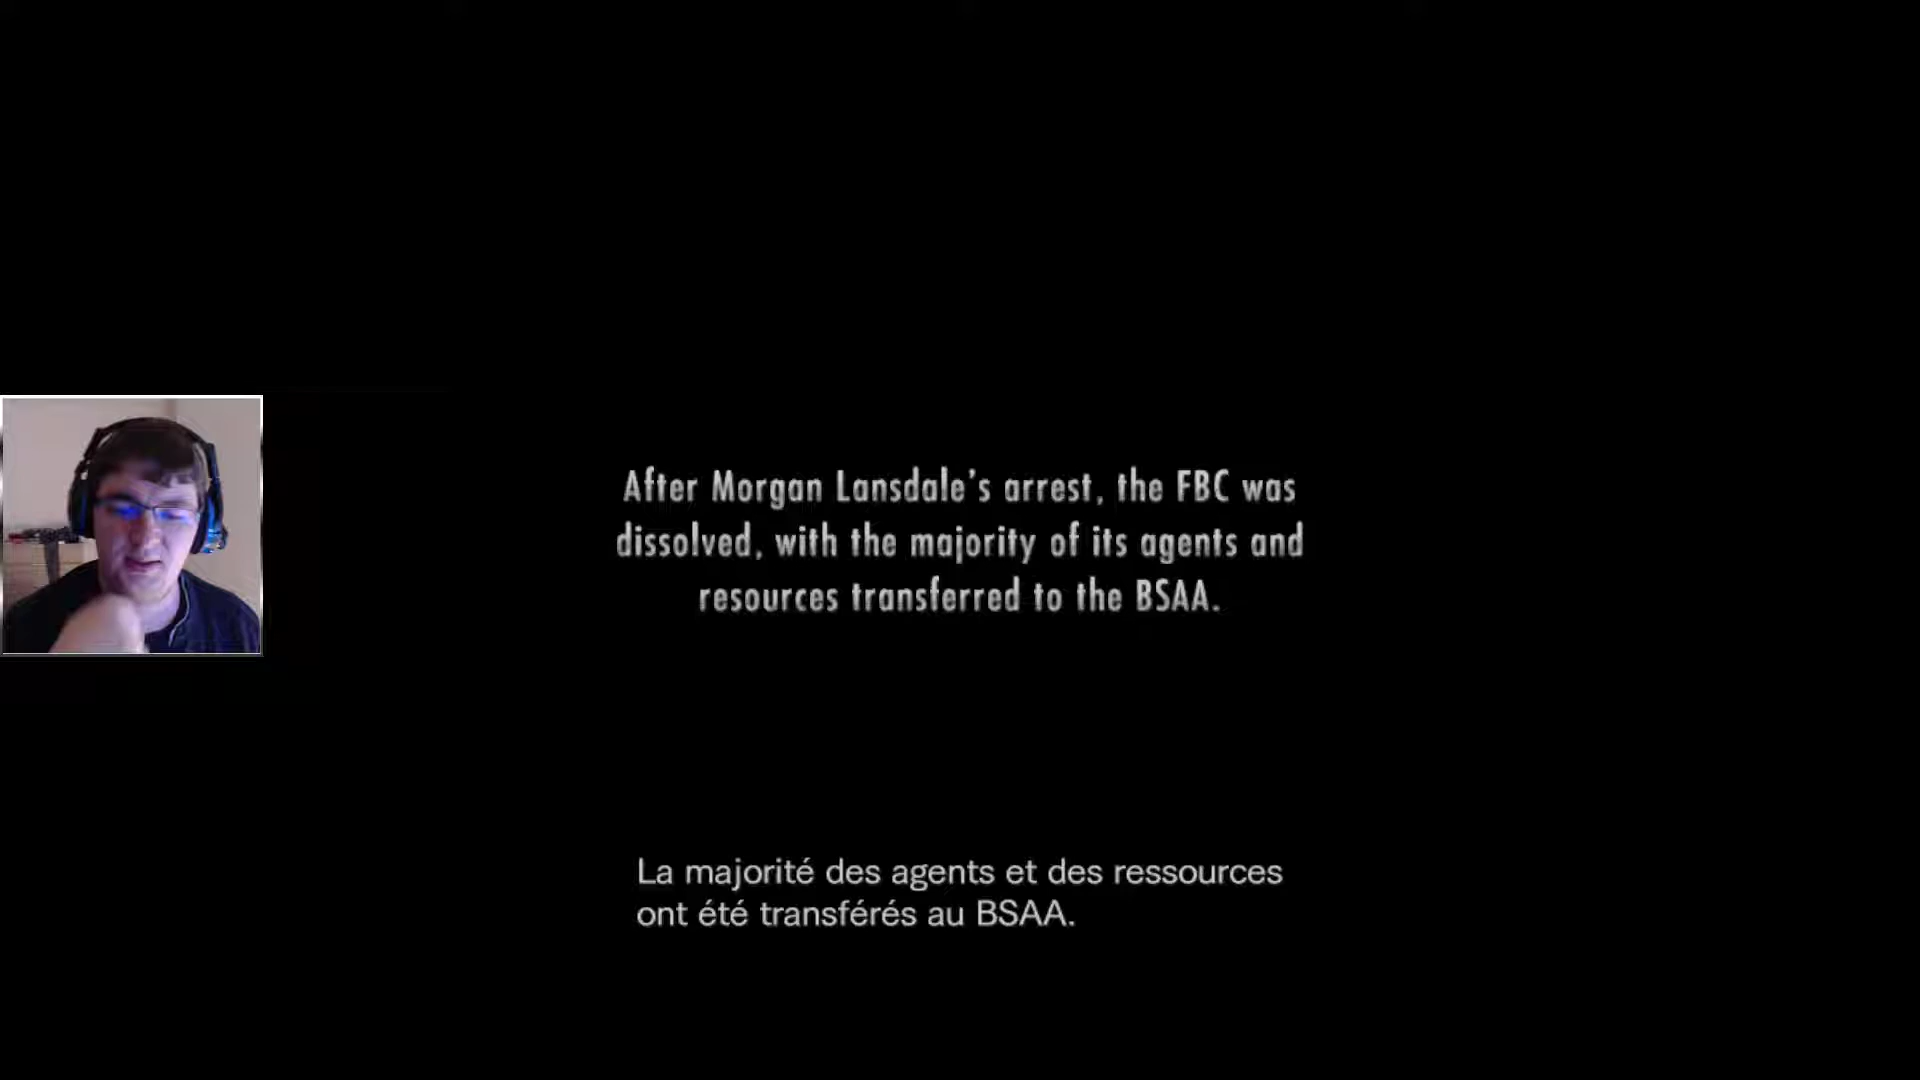 After Morgan Lansdale’s arrest, the FBC was
dissolved, with the majority of its agents and
resources transferred to the BSAA.
La majorité des agents et des ressources
ont été transférés au BSAA.